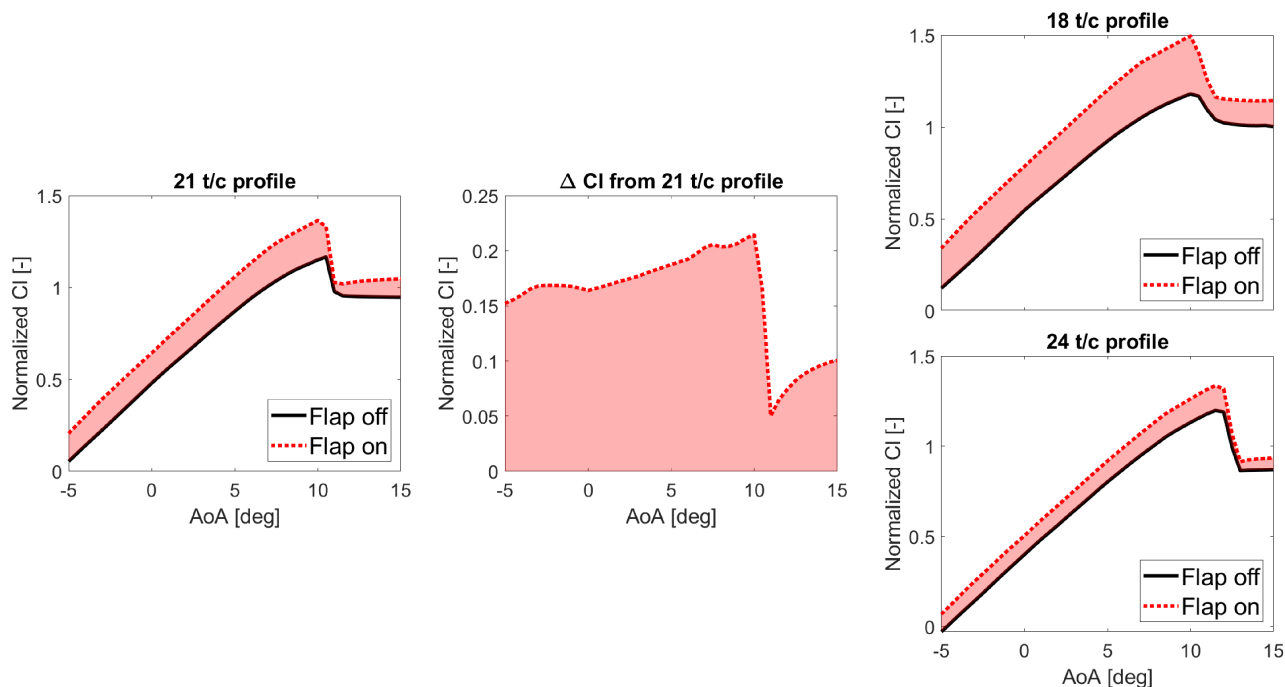 21 t/c profile
Normalized Cl [-]
1.5
1
0.5
0
-5
0
5
10
15
AoA [deg]
Flap off
Flap on
Δ Cl from 21 t/c profile
Normalized Cl [-]
0.25
0.2
0.15
0.1
0.05
0
-5
0
5
10
15
AoA [deg]
18 t/c profile
Normalized Cl [-]
1.5
1
0.5
0
Flap off
Flap on
24 t/c profile
Normalized Cl [-]
1.5
1
0.5
0
-5
0
5
10
15
AoA [deg]
Flap off
Flap on